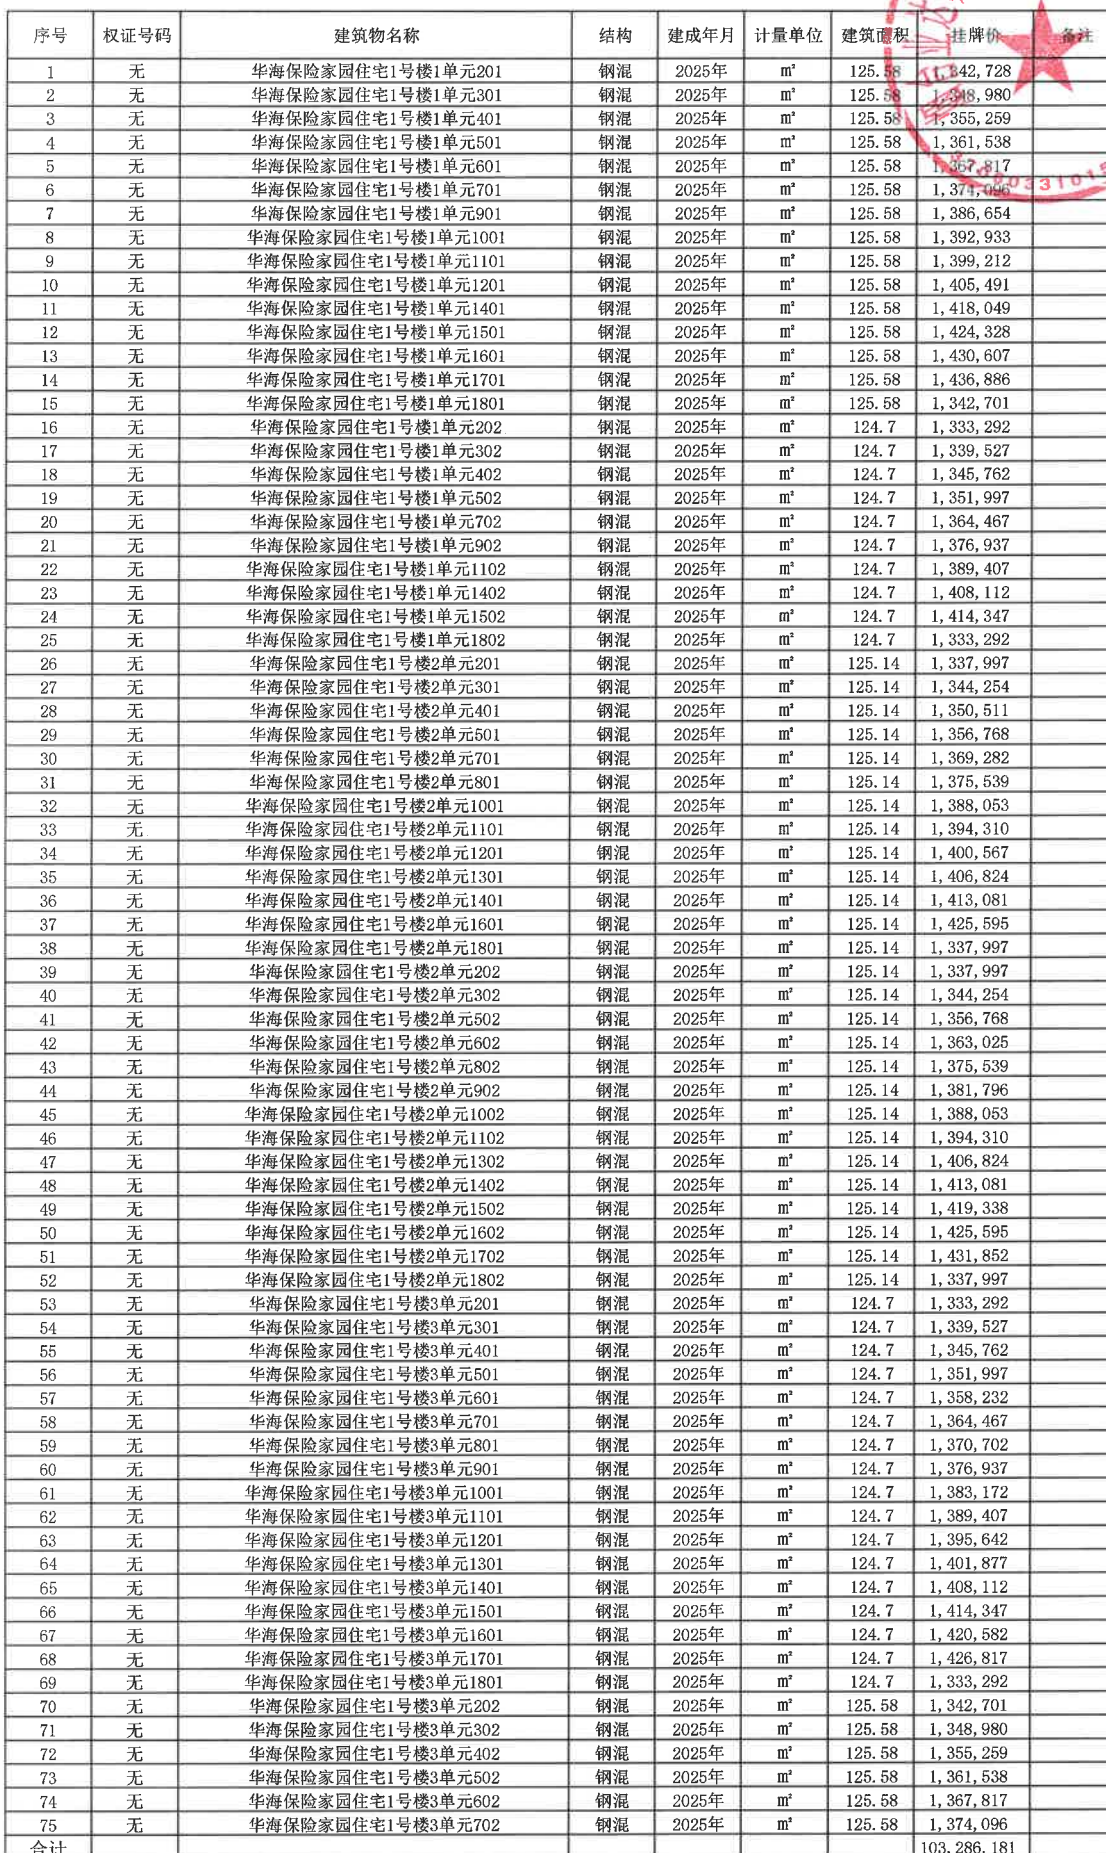 序号 权证号码 建筑物名称 结构 建成年月 计量单位 建筑面积 挂牌价 备注
1 无 华海保险家园住宅1号楼1单元201 钢混 2025年 m² 125.58 1,342,728
2 无 华海保险家园住宅1号楼1单元301 钢混 2025年 m² 125.58 1,348,980
3 无 华海保险家园住宅1号楼1单元401 钢混 2025年 m² 125.58 1,355,259
4 无 华海保险家园住宅1号楼1单元501 钢混 2025年 m² 125.58 1,361,538
5 无 华海保险家园住宅1号楼1单元601 钢混 2025年 m² 125.58 1,367,817
6 无 华海保险家园住宅1号楼1单元701 钢混 2025年 m² 125.58 1,374,096
7 无 华海保险家园住宅1号楼1单元901 钢混 2025年 m² 125.58 1,386,654
8 无 华海保险家园住宅1号楼1单元1001 钢混 2025年 m² 125.58 1,392,933
9 无 华海保险家园住宅1号楼1单元1101 钢混 2025年 m² 125.58 1,399,212
10 无 华海保险家园住宅1号楼1单元1201 钢混 2025年 m² 125.58 1,405,491
11 无 华海保险家园住宅1号楼1单元1401 钢混 2025年 m² 125.58 1,418,049
12 无 华海保险家园住宅1号楼1单元1501 钢混 2025年 m² 125.58 1,424,328
13 无 华海保险家园住宅1号楼1单元1601 钢混 2025年 m² 125.58 1,430,607
14 无 华海保险家园住宅1号楼1单元1701 钢混 2025年 m² 125.58 1,436,886
15 无 华海保险家园住宅1号楼1单元1801 钢混 2025年 m² 125.58 1,342,701
16 无 华海保险家园住宅1号楼1单元202 钢混 2025年 m² 124.7 1,333,292
17 无 华海保险家园住宅1号楼1单元302 钢混 2025年 m² 124.7 1,339,527
18 无 华海保险家园住宅1号楼1单元402 钢混 2025年 m² 124.7 1,345,762
19 无 华海保险家园住宅1号楼1单元502 钢混 2025年 m² 124.7 1,351,997
20 无 华海保险家园住宅1号楼1单元702 钢混 2025年 m² 124.7 1,364,467
21 无 华海保险家园住宅1号楼1单元902 钢混 2025年 m² 124.7 1,376,937
22 无 华海保险家园住宅1号楼1单元1102 钢混 2025年 m² 124.7 1,389,407
23 无 华海保险家园住宅1号楼1单元1402 钢混 2025年 m² 124.7 1,408,112
24 无 华海保险家园住宅1号楼1单元1502 钢混 2025年 m² 124.7 1,414,347
25 无 华海保险家园住宅1号楼1单元1802 钢混 2025年 m² 124.7 1,333,292
26 无 华海保险家园住宅1号楼2单元201 钢混 2025年 m² 125.14 1,337,997
27 无 华海保险家园住宅1号楼2单元301 钢混 2025年 m² 125.14 1,344,254
28 无 华海保险家园住宅1号楼2单元401 钢混 2025年 m² 125.14 1,350,511
29 无 华海保险家园住宅1号楼2单元501 钢混 2025年 m² 125.14 1,356,768
30 无 华海保险家园住宅1号楼2单元701 钢混 2025年 m² 125.14 1,369,282
31 无 华海保险家园住宅1号楼2单元801 钢混 2025年 m² 125.14 1,375,539
32 无 华海保险家园住宅1号楼2单元1001 钢混 2025年 m² 125.14 1,388,053
33 无 华海保险家园住宅1号楼2单元1101 钢混 2025年 m² 125.14 1,394,310
34 无 华海保险家园住宅1号楼2单元1201 钢混 2025年 m² 125.14 1,400,567
35 无 华海保险家园住宅1号楼2单元1301 钢混 2025年 m² 125.14 1,406,824
36 无 华海保险家园住宅1号楼2单元1401 钢混 2025年 m² 125.14 1,413,081
37 无 华海保险家园住宅1号楼2单元1601 钢混 2025年 m² 125.14 1,425,595
38 无 华海保险家园住宅1号楼2单元1801 钢混 2025年 m² 125.14 1,337,997
39 无 华海保险家园住宅1号楼2单元202 钢混 2025年 m² 125.14 1,337,997
40 无 华海保险家园住宅1号楼2单元302 钢混 2025年 m² 125.14 1,344,254
41 无 华海保险家园住宅1号楼2单元502 钢混 2025年 m² 125.14 1,356,768
42 无 华海保险家园住宅1号楼2单元602 钢混 2025年 m² 125.14 1,363,025
43 无 华海保险家园住宅1号楼2单元802 钢混 2025年 m² 125.14 1,375,539
44 无 华海保险家园住宅1号楼2单元902 钢混 2025年 m² 125.14 1,381,796
45 无 华海保险家园住宅1号楼2单元1002 钢混 2025年 m² 125.14 1,388,053
46 无 华海保险家园住宅1号楼2单元1102 钢混 2025年 m² 125.14 1,394,310
47 无 华海保险家园住宅1号楼2单元1302 钢混 2025年 m² 125.14 1,406,824
48 无 华海保险家园住宅1号楼2单元1402 钢混 2025年 m² 125.14 1,413,081
49 无 华海保险家园住宅1号楼2单元1502 钢混 2025年 m² 125.14 1,419,338
50 无 华海保险家园住宅1号楼2单元1602 钢混 2025年 m² 125.14 1,425,595
51 无 华海保险家园住宅1号楼2单元1702 钢混 2025年 m² 125.14 1,431,852
52 无 华海保险家园住宅1号楼2单元1802 钢混 2025年 m² 125.14 1,337,997
53 无 华海保险家园住宅1号楼3单元201 钢混 2025年 m² 124.7 1,333,292
54 无 华海保险家园住宅1号楼3单元301 钢混 2025年 m² 124.7 1,339,527
55 无 华海保险家园住宅1号楼3单元401 钢混 2025年 m² 124.7 1,345,762
56 无 华海保险家园住宅1号楼3单元501 钢混 2025年 m² 124.7 1,351,997
57 无 华海保险家园住宅1号楼3单元601 钢混 2025年 m² 124.7 1,358,232
58 无 华海保险家园住宅1号楼3单元701 钢混 2025年 m² 124.7 1,364,467
59 无 华海保险家园住宅1号楼3单元801 钢混 2025年 m² 124.7 1,370,702
60 无 华海保险家园住宅1号楼3单元901 钢混 2025年 m² 124.7 1,376,937
61 无 华海保险家园住宅1号楼3单元1001 钢混 2025年 m² 124.7 1,383,172
62 无 华海保险家园住宅1号楼3单元1101 钢混 2025年 m² 124.7 1,389,407
63 无 华海保险家园住宅1号楼3单元1201 钢混 2025年 m² 124.7 1,395,642
64 无 华海保险家园住宅1号楼3单元1301 钢混 2025年 m² 124.7 1,401,877
65 无 华海保险家园住宅1号楼3单元1401 钢混 2025年 m² 124.7 1,408,112
66 无 华海保险家园住宅1号楼3单元1501 钢混 2025年 m² 124.7 1,414,347
67 无 华海保险家园住宅1号楼3单元1601 钢混 2025年 m² 124.7 1,420,582
68 无 华海保险家园住宅1号楼3单元1701 钢混 2025年 m² 124.7 1,426,817
69 无 华海保险家园住宅1号楼3单元1801 钢混 2025年 m² 124.7 1,333,292
70 无 华海保险家园住宅1号楼3单元202 钢混 2025年 m² 125.58 1,342,701
71 无 华海保险家园住宅1号楼3单元302 钢混 2025年 m² 125.58 1,348,980
72 无 华海保险家园住宅1号楼3单元402 钢混 2025年 m² 125.58 1,355,259
73 无 华海保险家园住宅1号楼3单元502 钢混 2025年 m² 125.58 1,361,538
74 无 华海保险家园住宅1号楼3单元602 钢混 2025年 m² 125.58 1,367,817
75 无 华海保险家园住宅1号楼3单元702 钢混 2025年 m² 125.58 1,374,096
合计 103,286,181